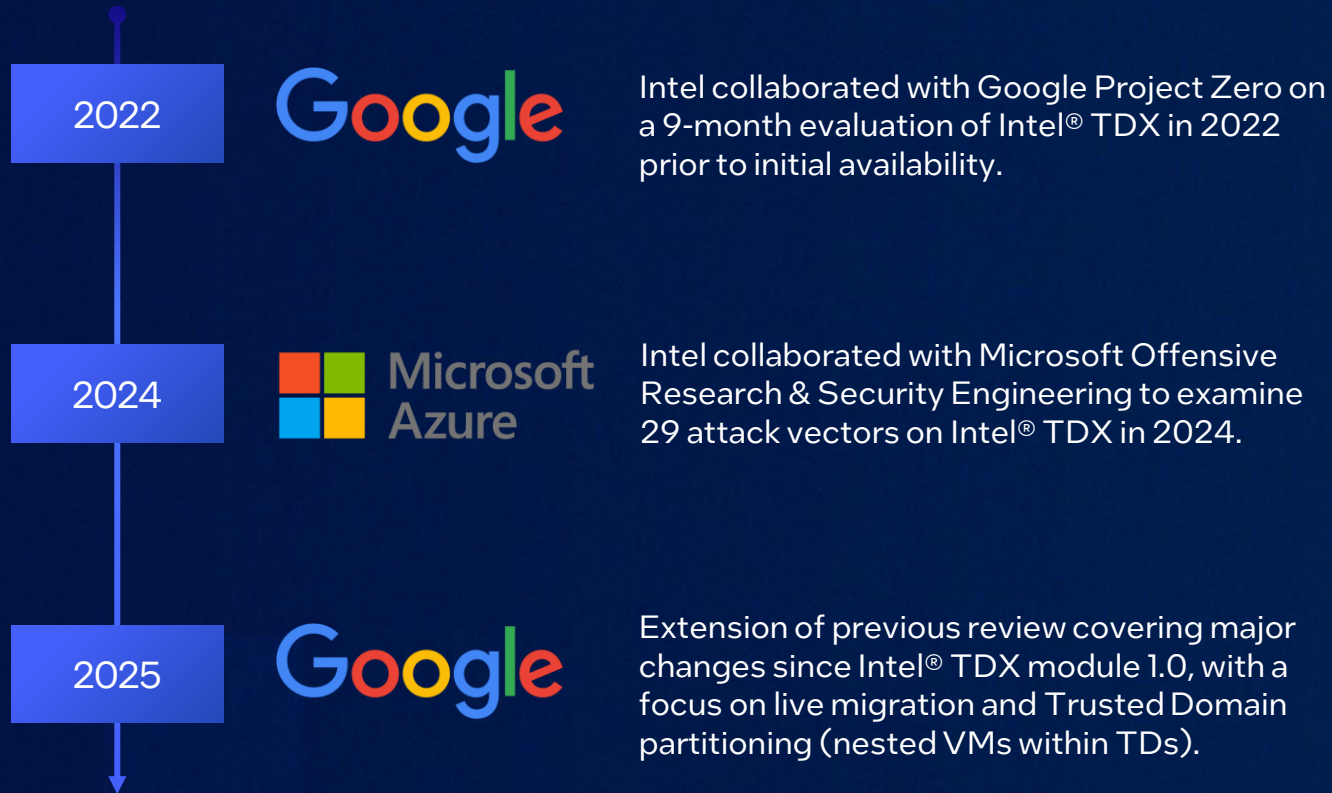 2022
Google
Intel collaborated with Google Project Zero on
a 9-month evaluation of Intel® TDX in 2022
prior to initial availability.
2024
Microsoft
Azure
Intel collaborated with Microsoft Offensive
Research & Security Engineering to examine
29 attack vectors on Intel® TDX in 2024.
2025
Google
Extension of previous review covering major
changes since Intel® TDX module 1.0, with a
focus on live migration and Trusted Domain
partitioning (nested VMs within TDs).